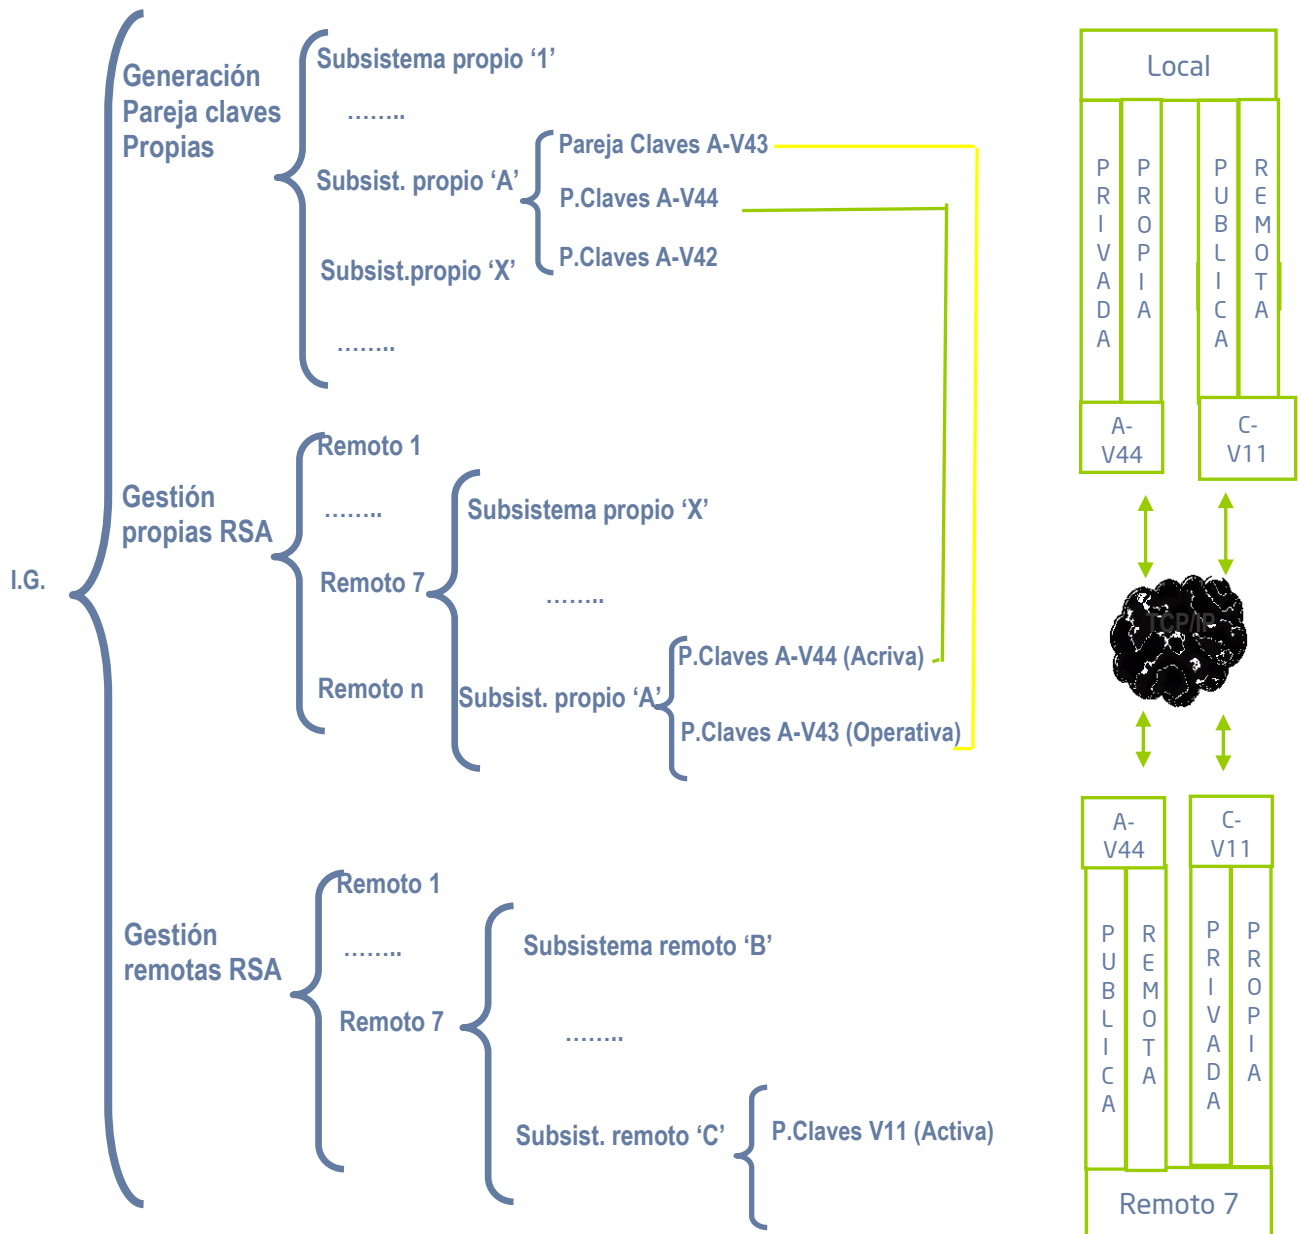 I.G.
Generación
Pareja claves
Propias
Subsistema propio ‘1’
……..
Subsist. propio ‘A’
Subsist.propio ‘X’
……..
Pareja Claves A-V43
P.Claves A-V44
P.Claves A-V42
Gestión
propias RSA
Remoto 1
……..
Remoto 7
Remoto n
Subsistema propio ‘X’
……..
Subsist. propio ‘A’
P.Claves A-V44 (Acriva)
P.Claves A-V43 (Operativa)
Gestión
remotas RSA
Remoto 1
……..
Remoto 7
Subsistema remoto ‘B’
……..
Subsist. remoto ‘C’
P.Claves V11 (Activa)
Local
PRIVADA
PROPIA
PUBLICA
REMOTA
A-
V44
C-
V11
TCP/IP
A-
V44
C-
V11
PUBLICA
REMOTA
PRIVADA
PROPIA
Remoto 7